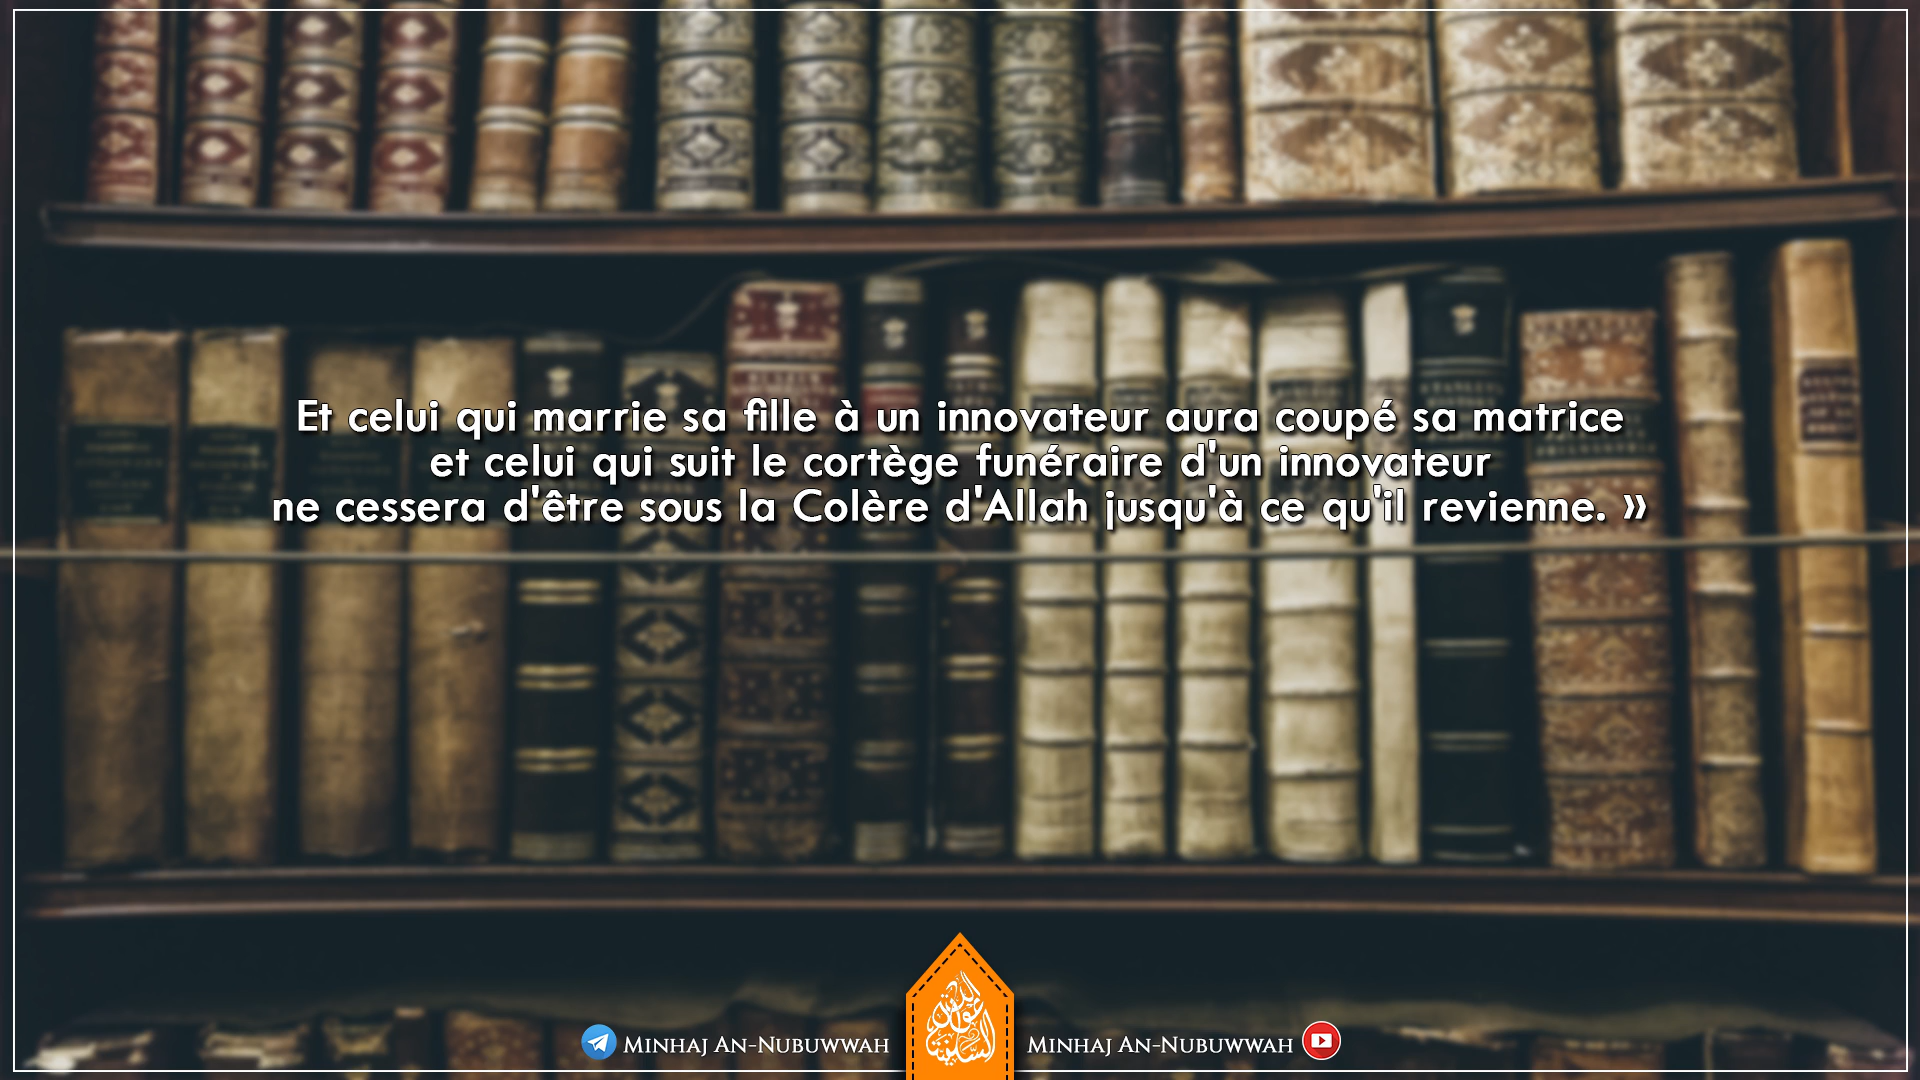 Et celui qui marrie sa fille à un innovateur aura coupé sa matrice
et celui qui suit le cortège funéraire d'un innovateur
ne cessera d'être sous la Colère d'Allah jusqu'à ce qu'il revienne. »
Minhaj An-Nubuwwah
الدعوة السلفية
Minhaj An-Nubuwwah